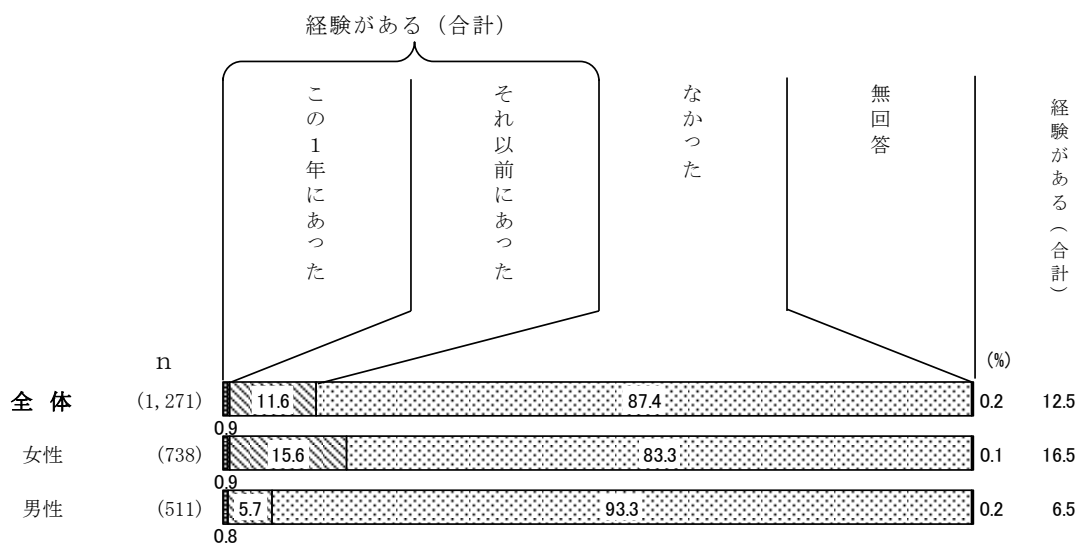 経験がある（合計）
この１年にあった
それ以前にあった
なかった
無回答
経験がある（合計）
n
(%)
全 体 (1,271) 0.9 11.6 87.4 0.2 12.5
女性 (738) 0.9 15.6 83.3 0.1 16.5
男性 (511) 0.8 5.7 93.3 0.2 6.5